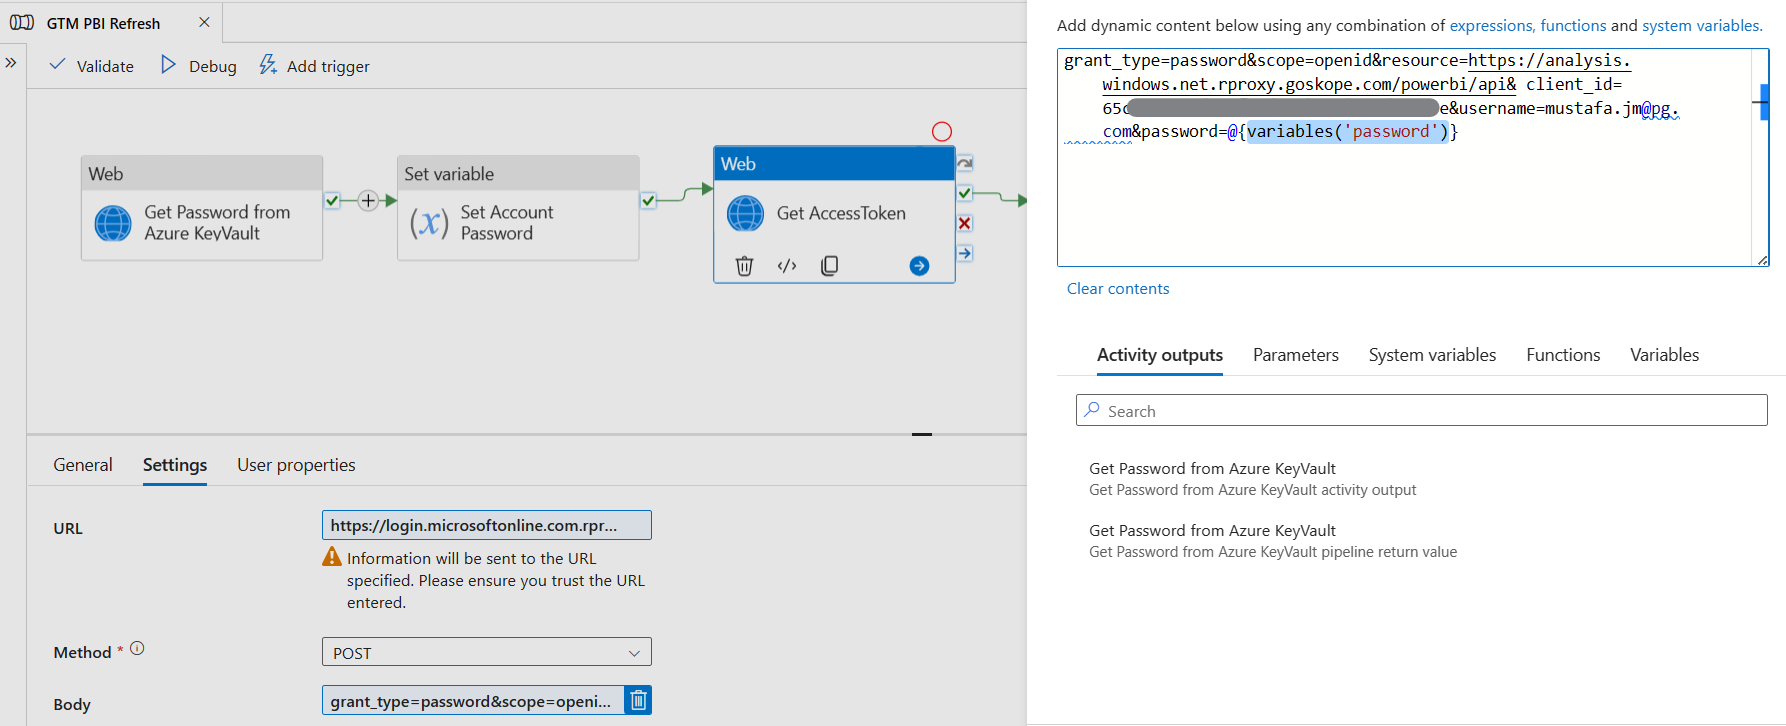 GTM PBI Refresh
Validate
Debug
Add trigger
Web
Get Password from
Azure KeyVault
Set variable
(x)
Set Account
Password
Web
Get AccessToken
General
Settings
User properties
URL
https://login.microsoftonline.com.rpr...
Information will be sent to the URL
specified. Please ensure you trust the URL
entered.
Method *
POST
Body
grant_type=password&scope=openi...
Add dynamic content below using any combination of expressions, functions and system variables.
grant_type=password&scope=openid&resource=https://analysis.
windows.net.rproxy.goskope.com/powerbi/api& client_id=
65 e&username=mustafa.jm@pg.
com&password=@{variables('password')}
Clear contents
Activity outputs
Parameters
System variables
Functions
Variables
Search
Get Password from Azure KeyVault
Get Password from Azure KeyVault activity output
Get Password from Azure KeyVault
Get Password from Azure KeyVault pipeline return value